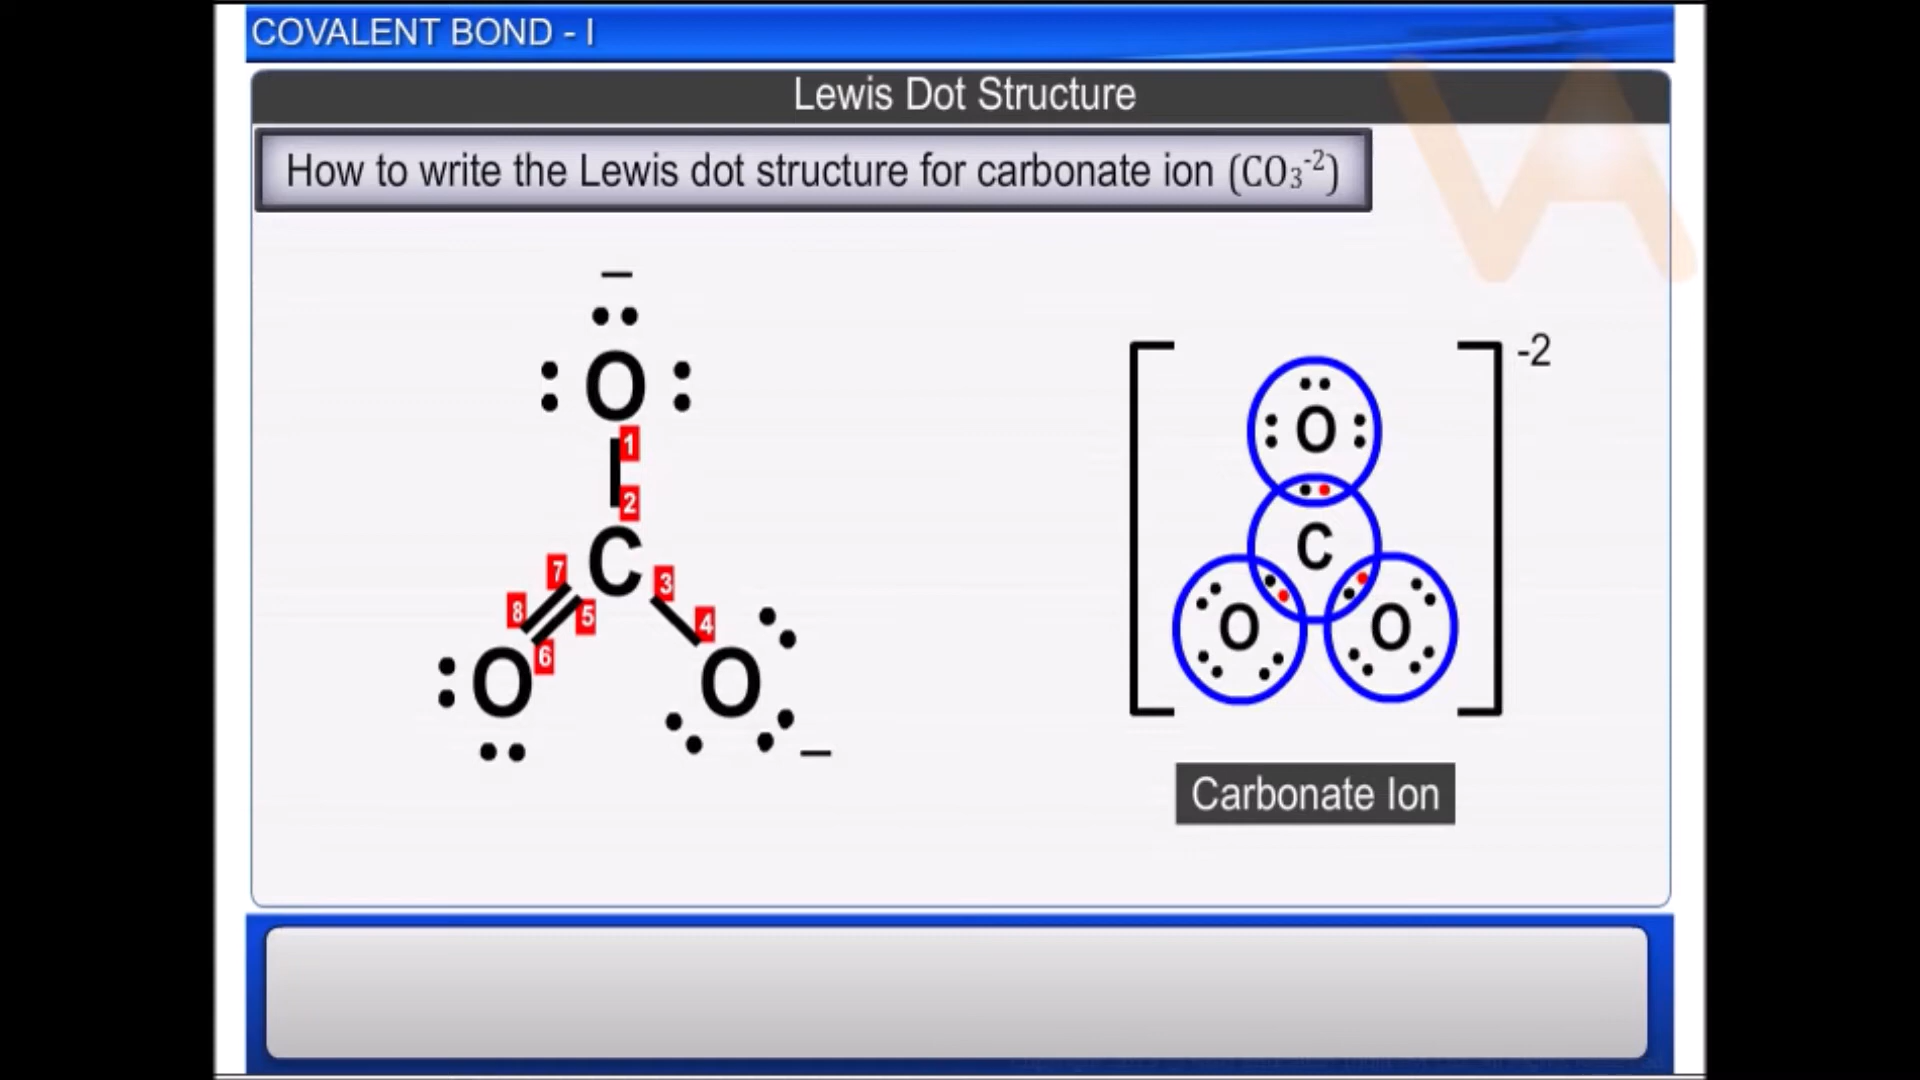 COVALENT BOND - I
Lewis Dot Structure
How to write the Lewis dot structure for carbonate ion (CO₃⁻²)
–
O
1
2
C
7
3
8
5
4
6
O
O
–
-2
O
C
O
O
Carbonate Ion